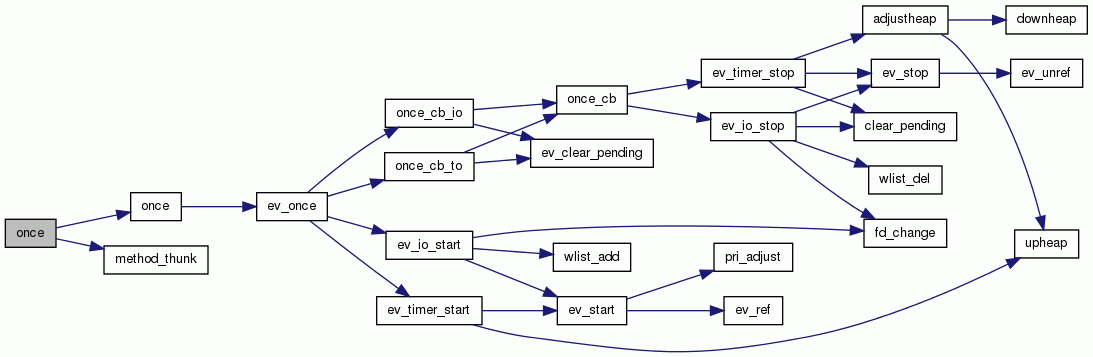 once
once
method_thunk
ev_once
once_cb_io
once_cb_to
ev_io_start
ev_timer_start
once_cb
ev_clear_pending
wlist_add
ev_start
ev_timer_stop
ev_io_stop
pri_adjust
ev_ref
adjustheap
ev_stop
clear_pending
wlist_del
fd_change
downheap
ev_unref
upheap